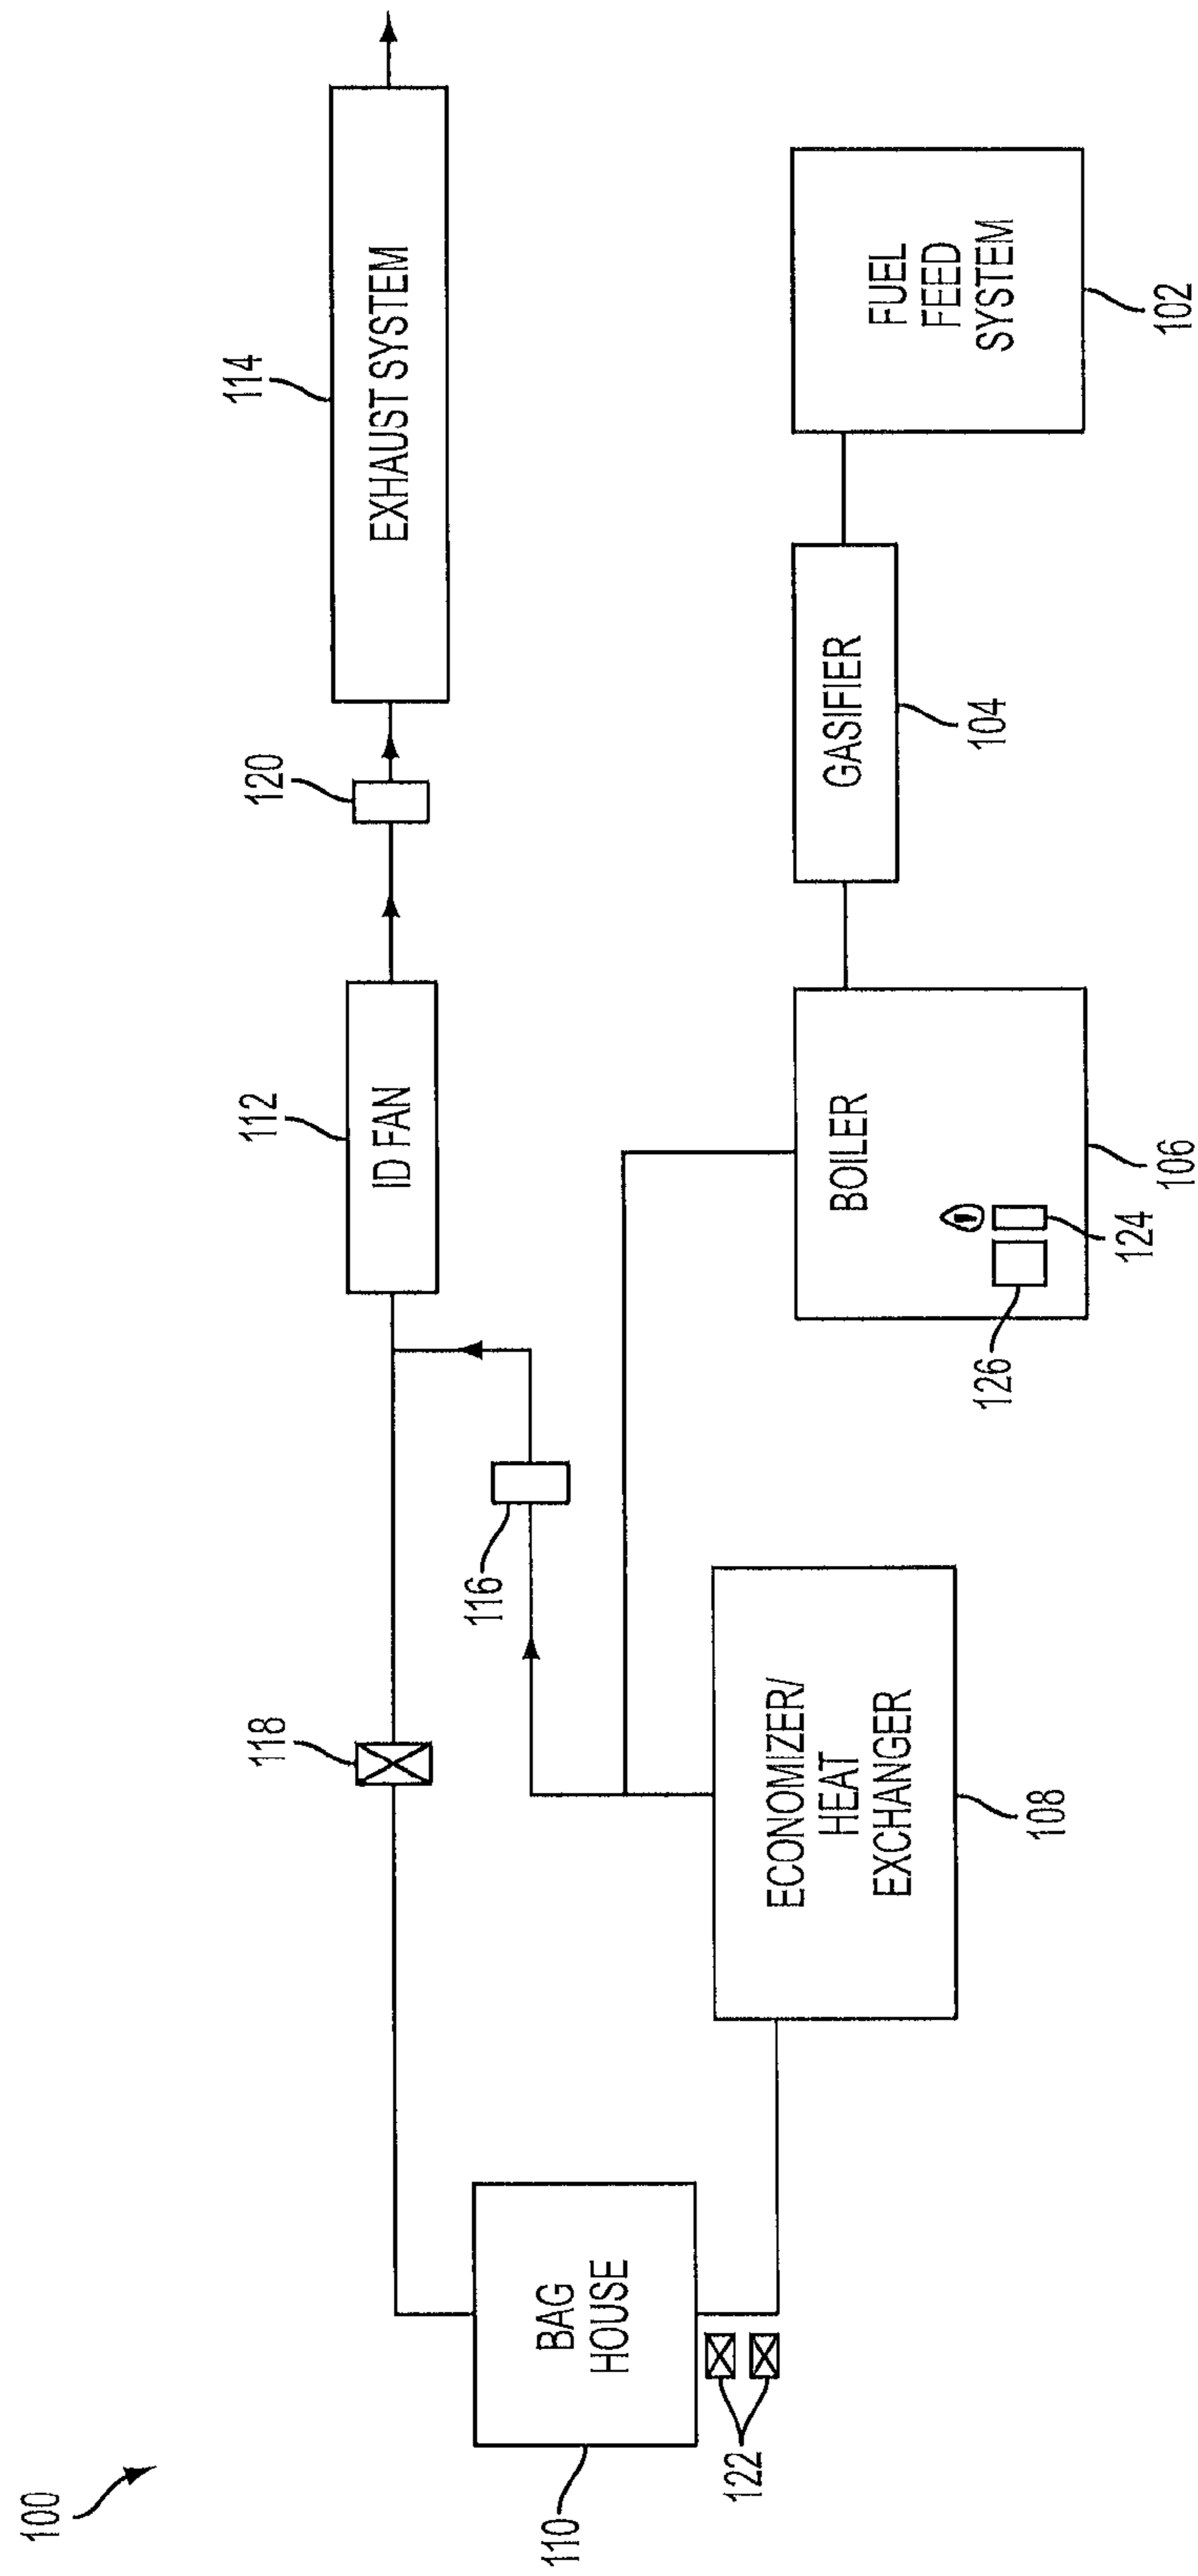 100
118
112
120
114
ID FAN
EXHAUST SYSTEM
116
110
BAG
HOUSE
122
ECONOMIZER/
HEAT
EXCHANGER
108
BOILER
126
124
106
GASIFIER
104
FUEL
FEED
SYSTEM
102